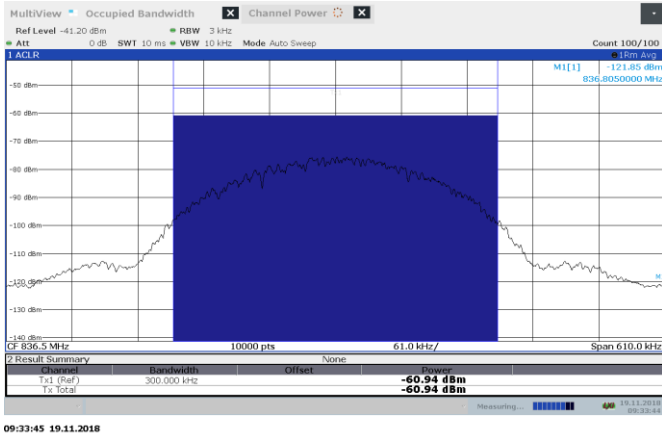 MultiView Occupied Bandwidth X Channel Power X
Ref Level -41.20 dBm RBW 3 kHz
Att 0 dB SWT 10 ms VBW 10 kHz Mode Auto Sweep Count 100/100
1 ACLR 1Rm Avg
M1[1] -121.85 dBm
836.8050000 MHz
-50 dBm
-60 dBm
-70 dBm
-80 dBm
-90 dBm
-100 dBm
-110 dBm
-120 dBm
M
-130 dBm
-140 dBm
CF 836.5 MHz 10000 pts 61.0 kHz/ Span 610.0 kHz
2 Result Summary None
Channel Bandwidth Offset Power
Tx1 (Ref) 300.000 kHz -60.94 dBm
Tx Total -60.94 dBm
Measuring... 19.11.2018
09:33:44
09:33:45 19.11.2018